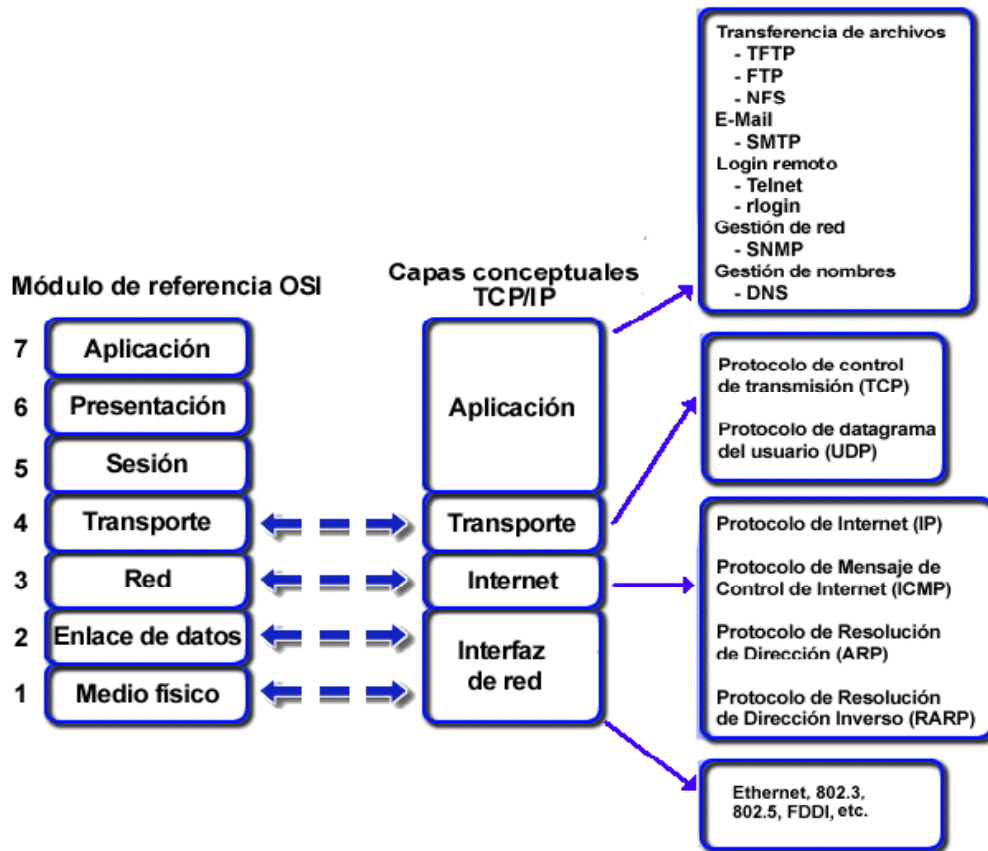 Transferencia de archivos
- TFTP
- FTP
- NFS
E-Mail
- SMTP
Login remoto
- Telnet
- rlogin
Gestión de red
- SNMP
Gestión de nombres
- DNS
Módulo de referencia OSI
7 Aplicación
6 Presentación
5 Sesión
4 Transporte
3 Red
2 Enlace de datos
1 Medio físico
Capas conceptuales
TCP/IP
Aplicación
Transporte
Internet
Interfaz
de red
Protocolo de control
de transmisión (TCP)
Protocolo de datagrama
del usuario (UDP)
Protocolo de Internet (IP)
Protocolo de Mensaje de
Control de Internet (ICMP)
Protocolo de Resolución
de Dirección (ARP)
Protocolo de Resolución
de Dirección Inverso (RARP)
Ethernet, 802.3,
802.5, FDDI, etc.